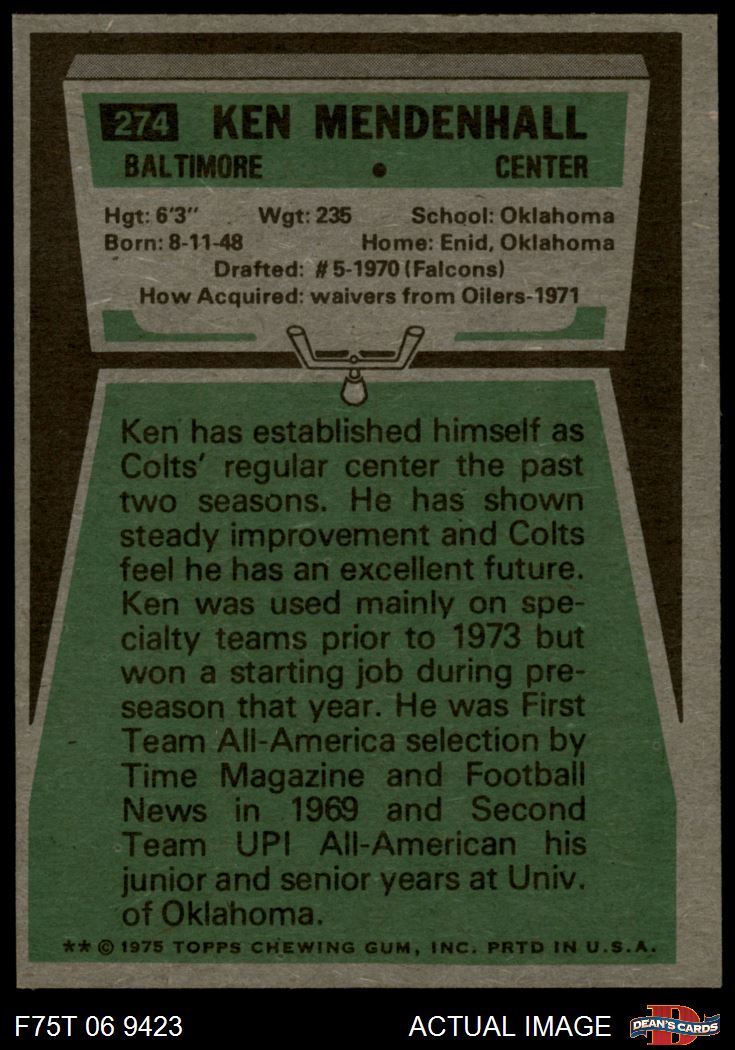 274 KEN MENDENHALL
BALTIMORE • CENTER
Hgt: 6'3" Wgt: 235 School: Oklahoma
Born: 8-11-48 Home: Enid, Oklahoma
Drafted: #5-1970 (Falcons)
How Acquired: waivers from Oilers-1971
Ken has established himself as
Colts' regular center the past
two seasons. He has shown
steady improvement and Colts
feel he has an excellent future.
Ken was used mainly on spe-
cialty teams prior to 1973 but
won a starting job during pre-
season that year. He was First
Team All-America selection by
Time Magazine and Football
News in 1969 and Second
Team UPI All-American his
junior and senior years at Univ.
of Oklahoma.
** © 1975 TOPPS CHEWING GUM, INC. PRTD IN U.S.A.
F75T 06 9423 ACTUAL IMAGE D DEAN'S CARDS